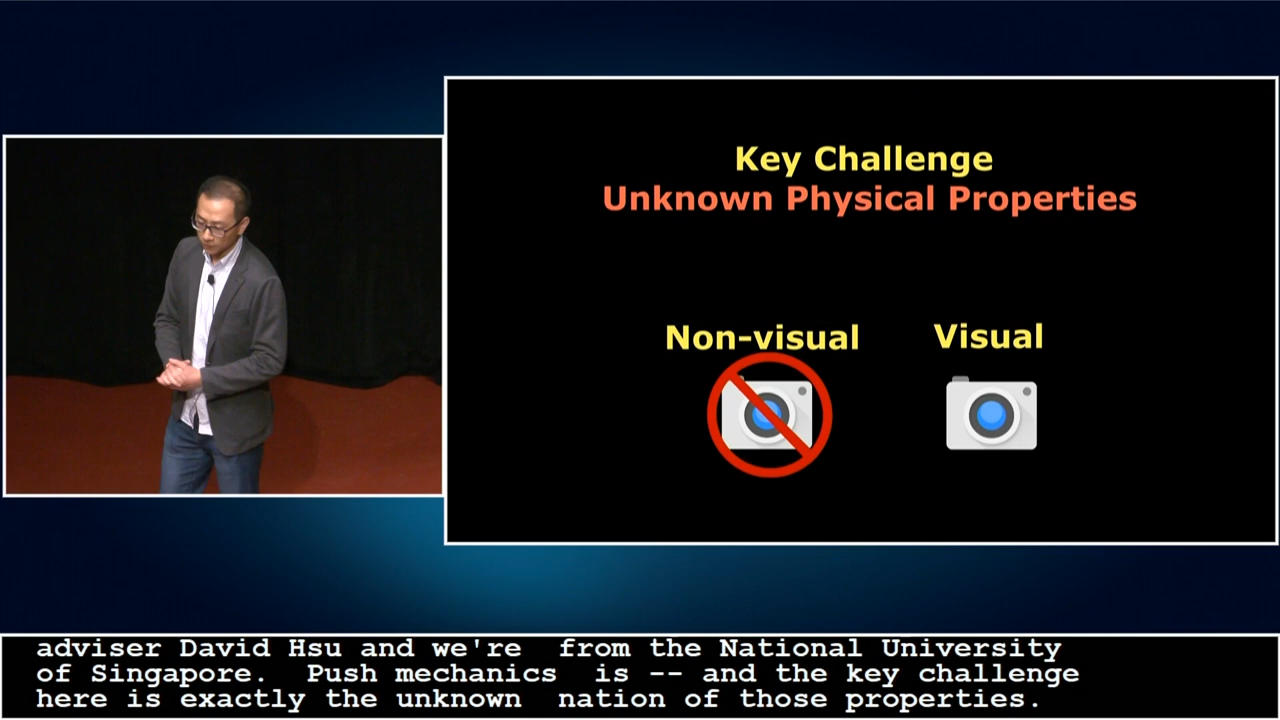 Key Challenge
Unknown Physical Properties
Non-visual
Visual
adviser David Hsu and we're from the National University
of Singapore. Push mechanics is -- and the key challenge
here is exactly the unknown nation of those properties.